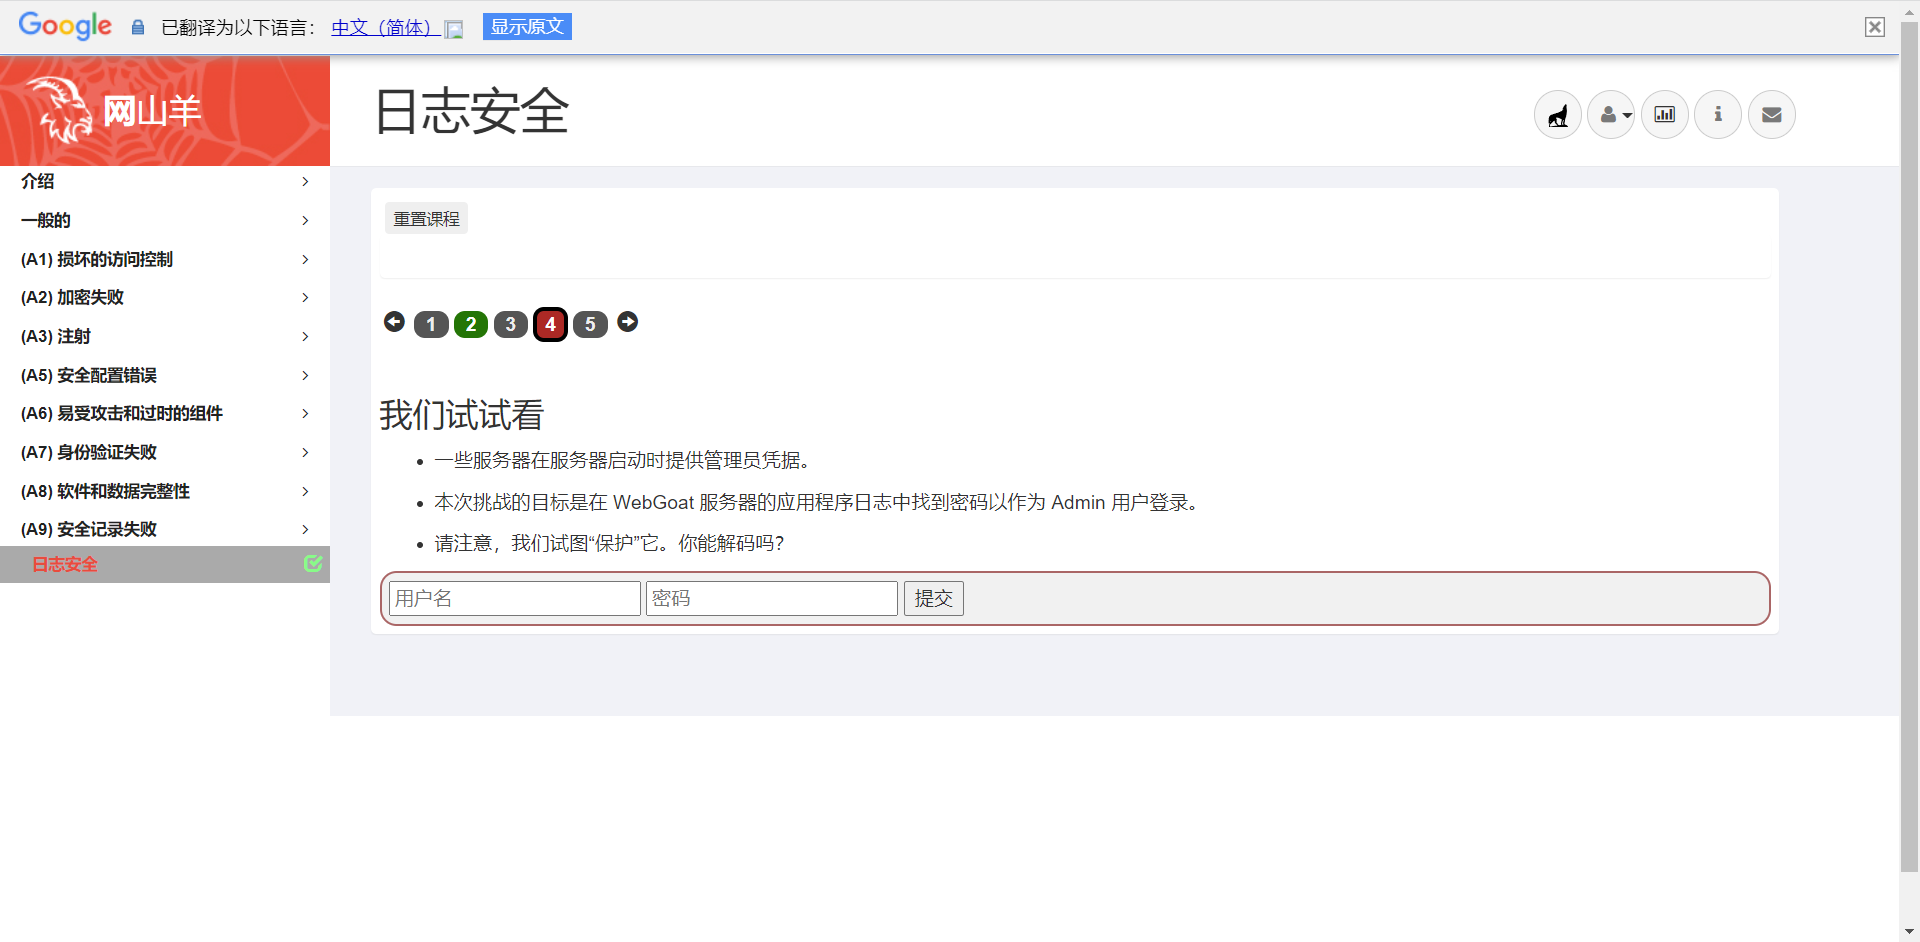 Google 已翻译为以下语言： 中文（简体） 显示原文
网山羊
日志安全
介绍
一般的
(A1) 损坏的访问控制
(A2) 加密失败
(A3) 注射
(A5) 安全配置错误
(A6) 易受攻击和过时的组件
(A7) 身份验证失败
(A8) 软件和数据完整性
(A9) 安全记录失败
日志安全
重置课程
1 2 3 4 5
我们试试看
一些服务器在服务器启动时提供管理员凭据。
本次挑战的目标是在 WebGoat 服务器的应用程序日志中找到密码以作为 Admin 用户登录。
请注意，我们试图“保护”它。你能解码吗？
用户名 密码 提交